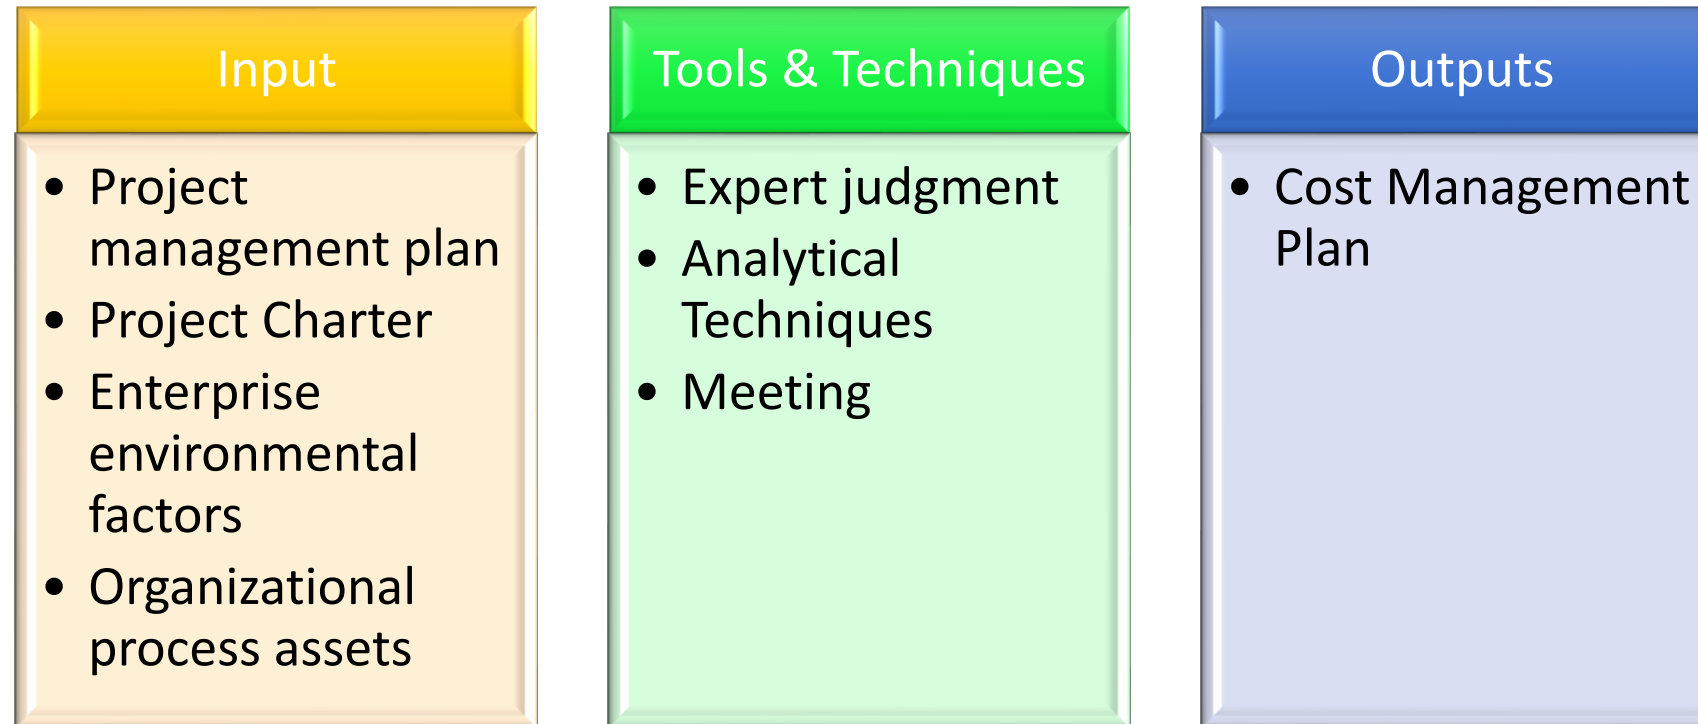 Input
• Project
management plan
• Project Charter
• Enterprise
environmental
factors
• Organizational
process assets
Tools & Techniques
• Expert judgment
• Analytical
Techniques
• Meeting
Outputs
• Cost Management
Plan